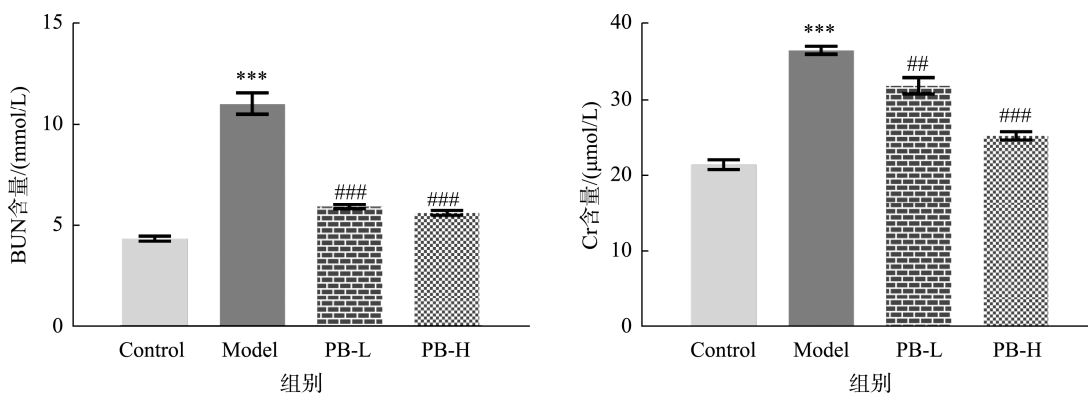 BUN含量/(mmol/L)
15
10
5
0
***
###
###
Control
Model
PB-L
PB-H
组别
Cr含量/(μmol/L)
40
30
20
10
0
***
##
###
Control
Model
PB-L
PB-H
组别